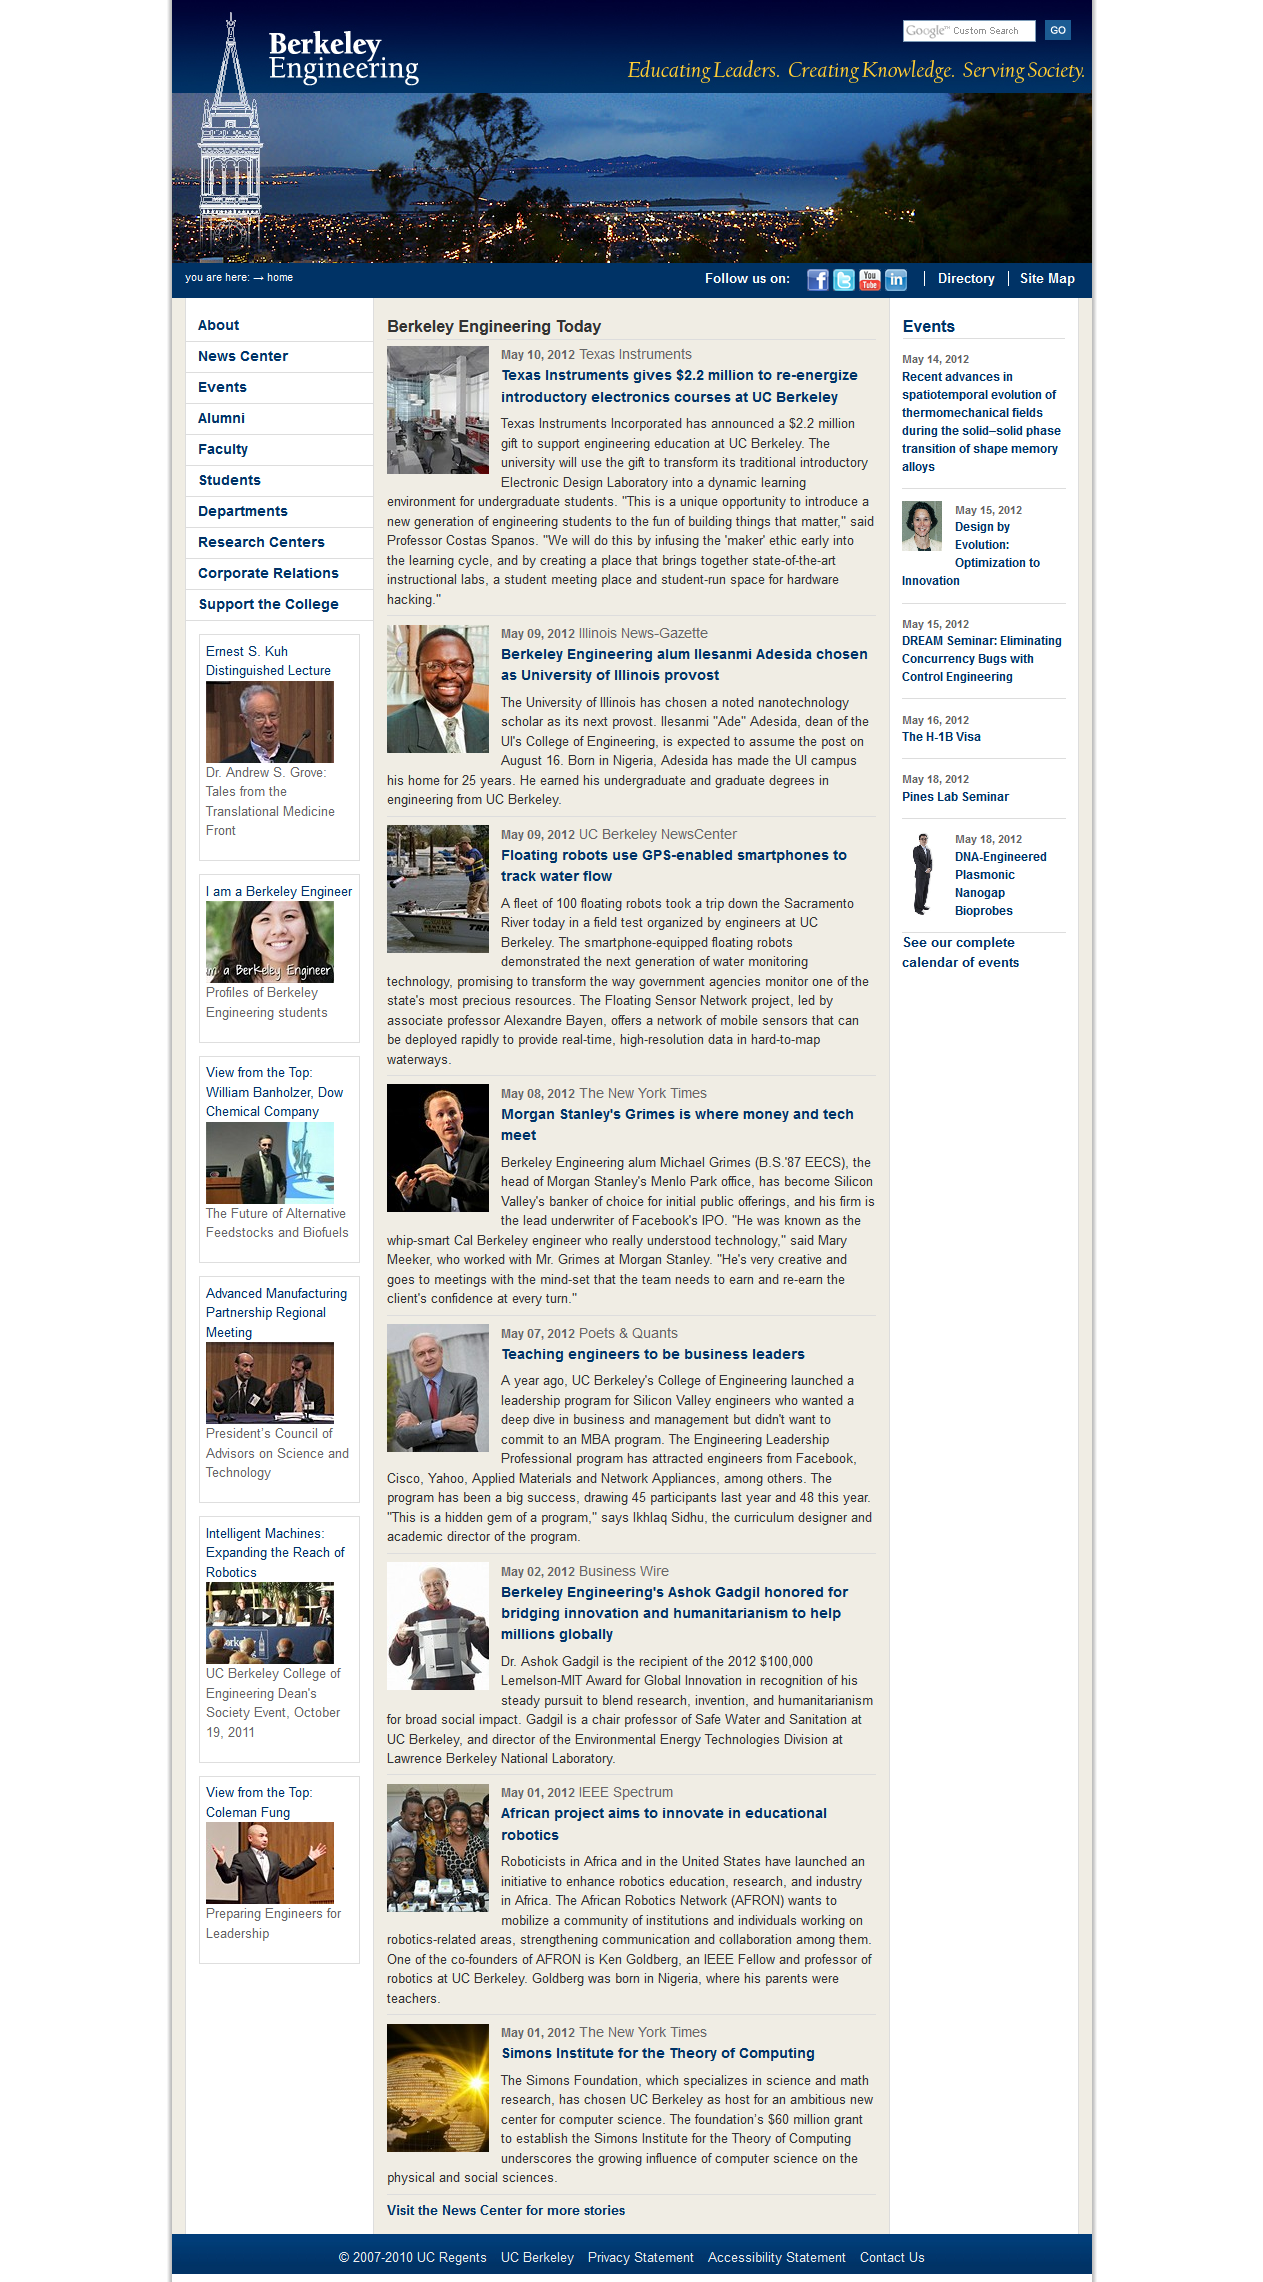 Berkeley
Engineering
Google™ Custom Search
GO
Educating Leaders. Creating Knowledge. Serving Society.
you are here: → home
Follow us on:
You
Tube
in
Directory
Site Map
About
News Center
Events
Alumni
Faculty
Students
Departments
Research Centers
Corporate Relations
Support the College
Ernest S. Kuh
Distinguished Lecture
Dr. Andrew S. Grove:
Tales from the
Translational Medicine
Front
I am a Berkeley Engineer
m a Berkeley Engineer
Profiles of Berkeley
Engineering students
View from the Top:
William Banholzer, Dow
Chemical Company
The Future of Alternative
Feedstocks and Biofuels
Advanced Manufacturing
Partnership Regional
Meeting
President's Council of
Advisors on Science and
Technology
Intelligent Machines:
Expanding the Reach of
Robotics
UC Berkeley College of
Engineering Dean's
Society Event, October
19, 2011
View from the Top:
Coleman Fung
Preparing Engineers for
Leadership
Berkeley Engineering Today
May 10, 2012 Texas Instruments
Texas Instruments gives $2.2 million to re-energize
introductory electronics courses at UC Berkeley
Texas Instruments Incorporated has announced a $2.2 million
gift to support engineering education at UC Berkeley. The
university will use the gift to transform its traditional introductory
Electronic Design Laboratory into a dynamic learning
environment for undergraduate students. "This is a unique opportunity to introduce a
new generation of engineering students to the fun of building things that matter," said
Professor Costas Spanos. "We will do this by infusing the 'maker' ethic early into
the learning cycle, and by creating a place that brings together state-of-the-art
instructional labs, a student meeting place and student-run space for hardware
hacking."
May 09, 2012 Illinois News-Gazette
Berkeley Engineering alum Ilesanmi Adesida chosen
as University of Illinois provost
The University of Illinois has chosen a noted nanotechnology
scholar as its next provost. Ilesanmi "Ade" Adesida, dean of the
UI's College of Engineering, is expected to assume the post on
August 16. Born in Nigeria, Adesida has made the UI campus
his home for 25 years. He earned his undergraduate and graduate degrees in
engineering from UC Berkeley.
May 09, 2012 UC Berkeley NewsCenter
Floating robots use GPS-enabled smartphones to
track water flow
A fleet of 100 floating robots took a trip down the Sacramento
River today in a field test organized by engineers at UC
Berkeley. The smartphone-equipped floating robots
demonstrated the next generation of water monitoring
technology, promising to transform the way government agencies monitor one of the
state's most precious resources. The Floating Sensor Network project, led by
associate professor Alexandre Bayen, offers a network of mobile sensors that can
be deployed rapidly to provide real-time, high-resolution data in hard-to-map
waterways.
May 08, 2012 The New York Times
Morgan Stanley's Grimes is where money and tech
meet
Berkeley Engineering alum Michael Grimes (B.S.'87 EECS), the
head of Morgan Stanley's Menlo Park office, has become Silicon
Valley's banker of choice for initial public offerings, and his firm is
the lead underwriter of Facebook's IPO. "He was known as the
whip-smart Cal Berkeley engineer who really understood technology," said Mary
Meeker, who worked with Mr. Grimes at Morgan Stanley. "He's very creative and
goes to meetings with the mind-set that the team needs to earn and re-earn the
client's confidence at every turn."
May 07, 2012 Poets & Quants
Teaching engineers to be business leaders
A year ago, UC Berkeley's College of Engineering launched a
leadership program for Silicon Valley engineers who wanted a
deep dive in business and management but didn't want to
commit to an MBA program. The Engineering Leadership
Professional program has attracted engineers from Facebook,
Cisco, Yahoo, Applied Materials and Network Appliances, among others. The
program has been a big success, drawing 45 participants last year and 48 this year.
"This is a hidden gem of a program," says Ikhlaq Sidhu, the curriculum designer and
academic director of the program.
May 02, 2012 Business Wire
Berkeley Engineering's Ashok Gadgil honored for
bridging innovation and humanitarianism to help
millions globally
Dr. Ashok Gadgil is the recipient of the 2012 $100,000
Lemelson-MIT Award for Global Innovation in recognition of his
steady pursuit to blend research, invention, and humanitarianism
for broad social impact. Gadgil is a chair professor of Safe Water and Sanitation at
UC Berkeley, and director of the Environmental Energy Technologies Division at
Lawrence Berkeley National Laboratory.
May 01, 2012 IEEE Spectrum
African project aims to innovate in educational
robotics
Roboticists in Africa and in the United States have launched an
initiative to enhance robotics education, research, and industry
in Africa. The African Robotics Network (AFRON) wants to
mobilize a community of institutions and individuals working on
robotics-related areas, strengthening communication and collaboration among them.
One of the co-founders of AFRON is Ken Goldberg, an IEEE Fellow and professor of
robotics at UC Berkeley. Goldberg was born in Nigeria, where his parents were
teachers.
May 01, 2012 The New York Times
Simons Institute for the Theory of Computing
The Simons Foundation, which specializes in science and math
research, has chosen UC Berkeley as host for an ambitious new
center for computer science. The foundation's $60 million grant
to establish the Simons Institute for the Theory of Computing
underscores the growing influence of computer science on the
physical and social sciences.
Visit the News Center for more stories
Events
May 14, 2012
Recent advances in
spatiotemporal evolution of
thermomechanical fields
during the solid–solid phase
transition of shape memory
alloys
May 15, 2012
Design by
Evolution:
Optimization to
Innovation
May 15, 2012
DREAM Seminar: Eliminating
Concurrency Bugs with
Control Engineering
May 16, 2012
The H-1B Visa
May 18, 2012
Pines Lab Seminar
May 18, 2012
DNA-Engineered
Plasmonic
Nanogap
Bioprobes
See our complete
calendar of events
© 2007-2010 UC Regents
UC Berkeley
Privacy Statement
Accessibility Statement
Contact Us